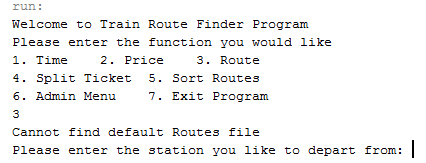 run:
Welcome to Train Route Finder Program
Please enter the function you would like
1. Time    2. Price    3. Route
4. Split Ticket  5. Sort Routes
6. Admin Menu    7. Exit Program
3
Cannot find default Routes file
Please enter the station you like to depart from: